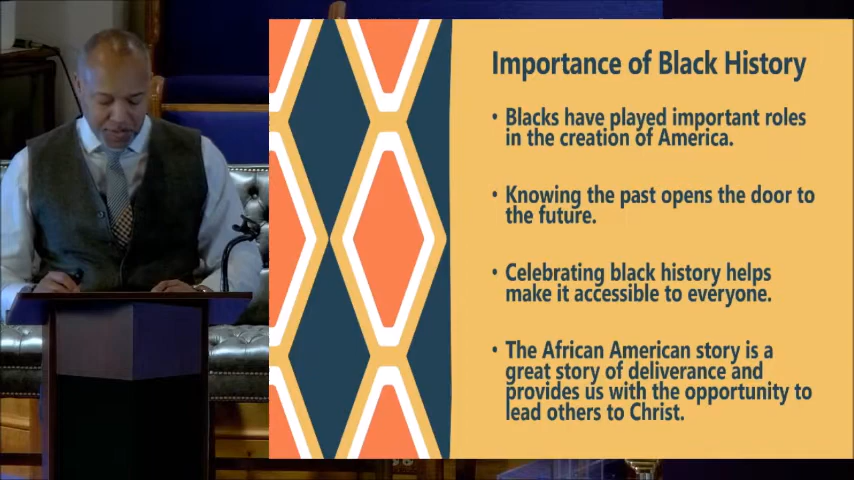 Importance of Black History
• Blacks have played important roles
in the creation of America.
• Knowing the past opens the door to
the future.
• Celebrating black history helps
make it accessible to everyone.
• The African American story is a
great story of deliverance and
provides us with the opportunity to
lead others to Christ.